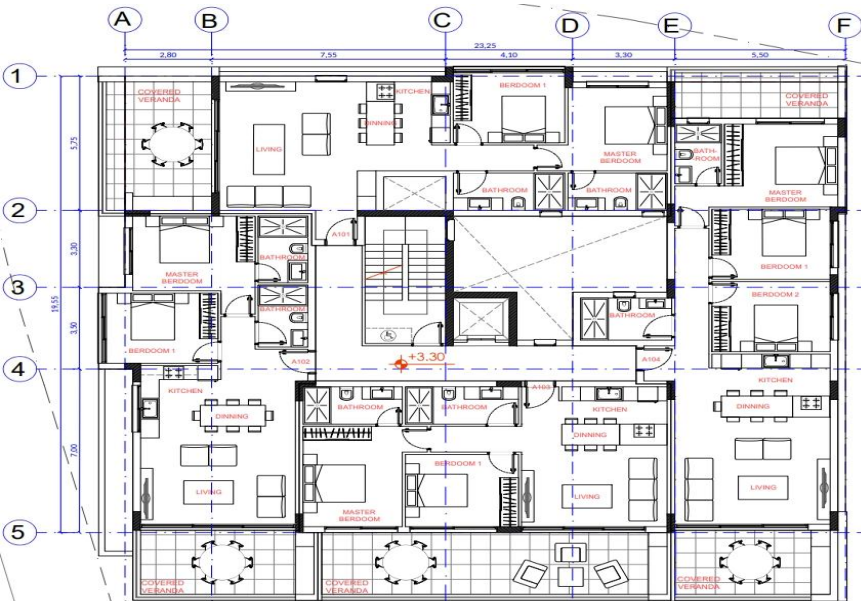 A B C D E F
23,25
2,80 7,55 4,10 3,30 5,50
1
COVERED
VERANDA
KITCHEN
BERDOOM 1
COVERED
VERANDA
DINNING
LIVING
MASTER
BERDOOM
BATH-
ROOM
5,75
BATHROOM
BATHROOM
MASTER
BERDOOM
2
A101
BATHROOM
3,30
MASTER
BERDOOM
BERDOOM 1
3
19,55
BATHROOM
BERDOOM 2
BATHROOM
3,50
BERDOOM 1
+3.30
A102
A104
4
KITCHEN
A103
KITCHEN
KITCHEN
DINNING
BATHROOM
BATHROOM
DINNING
DINNING
7,00
BERDOOM 1
LIVING
LIVING
LIVING
MASTER
BERDOOM
5
COVERED
VERANDA
COVERED
VERANDA
COVERED
VERANDA